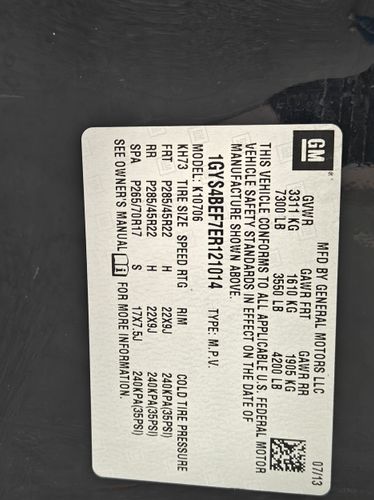 GM
MFD BY GENERAL MOTORS LLC 07/13
GVWR GAWR FRT GAWR RR
3311 KG 1610 KG 1905 KG
7300 LB 3550 LB 4200 LB
THIS VEHICLE CONFORMS TO ALL APPLICABLE U.S. FEDERAL MOTOR
VEHICLE SAFETY STANDARDS IN EFFECT ON THE DATE OF
MANUFACTURE SHOWN ABOVE.
1GYS4BEF7ER121014 TYPE: M.P.V.
MODEL: K10706
KH73 TIRE SIZE SPEED RTG RIM COLD TIRE PRESSURE
FRT P285/45R22 H 22X9J 240KPA(35PSI)
RR P285/45R22 H 22X9J 240KPA(35PSI)
SPA P265/70R17 S 17X7.5J 240KPA(35PSI)
SEE OWNER'S MANUAL FOR MORE INFORMATION.